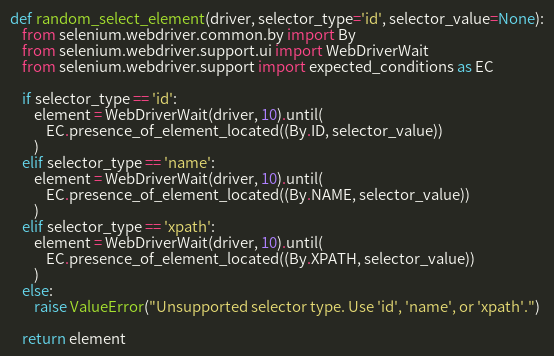 def random_select_element(driver, selector_type='id', selector_value=None):
    from selenium.webdriver.common.by import By
    from selenium.webdriver.support.ui import WebDriverWait
    from selenium.webdriver.support import expected_conditions as EC

    if selector_type == 'id':
        element = WebDriverWait(driver, 10).until(
            EC.presence_of_element_located((By.ID, selector_value))
        )
    elif selector_type == 'name':
        element = WebDriverWait(driver, 10).until(
            EC.presence_of_element_located((By.NAME, selector_value))
        )
    elif selector_type == 'xpath':
        element = WebDriverWait(driver, 10).until(
            EC.presence_of_element_located((By.XPATH, selector_value))
        )
    else:
        raise ValueError("Unsupported selector type. Use 'id', 'name', or 'xpath'.")

    return element